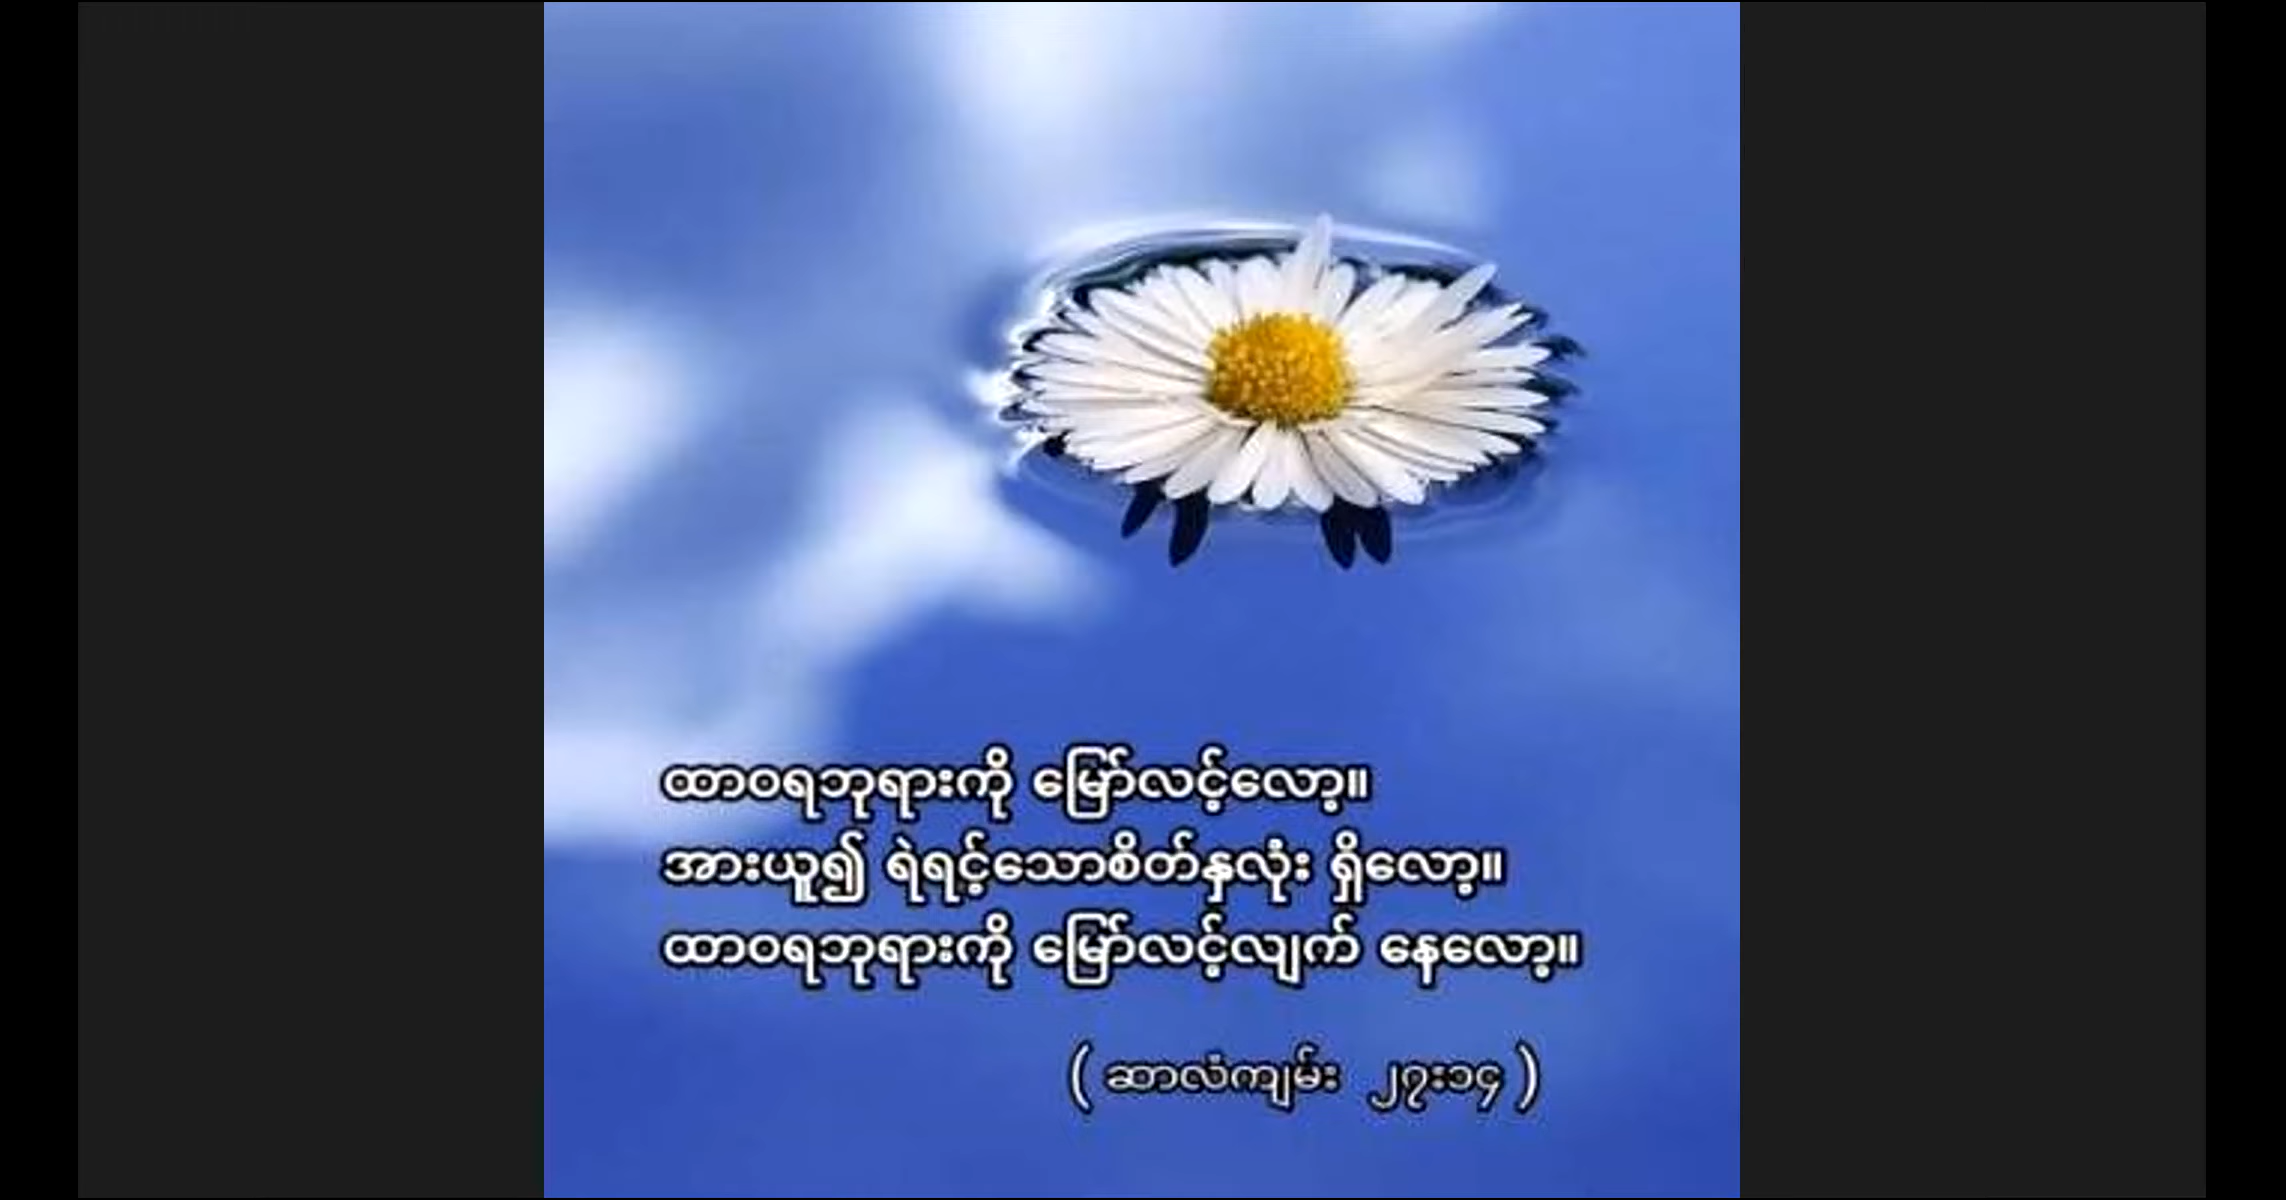 ထာဝရဘုရားကို မြော်လင့်လော့။
အားယူ၍ ရဲရင့်သောစိတ်နှလုံး ရှိလော့။
ထာဝရဘုရားကို မြော်လင့်လျက် နေလော့။
( ဆာလံကျမ်း ၂၇း၁၄ )